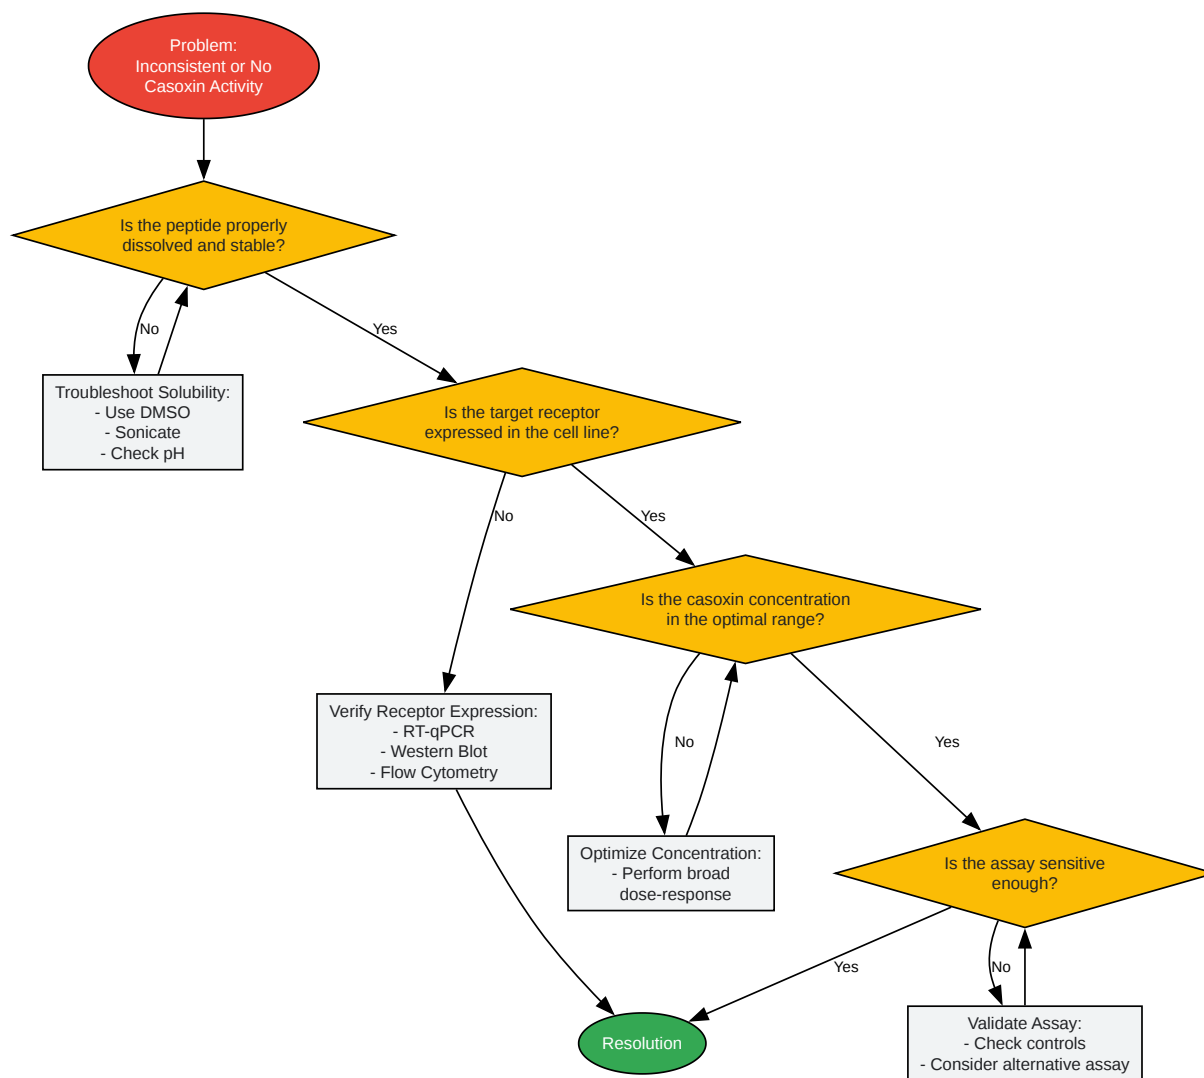 Problem:
Inconsistent or No
Casoxin Activity
Is the peptide properly
dissolved and stable?
No
Yes
Troubleshoot Solubility:
- Use DMSO
- Sonicate
- Check pH
Is the target receptor
expressed in the cell line?
No
Yes
Is the casoxin concentration
in the optimal range?
Verify Receptor Expression:
- RT-qPCR
- Western Blot
- Flow Cytometry
No
Yes
Optimize Concentration:
- Perform broad
dose-response
Is the assay sensitive
enough?
Yes
No
Resolution
Validate Assay:
- Check controls
- Consider alternative assay